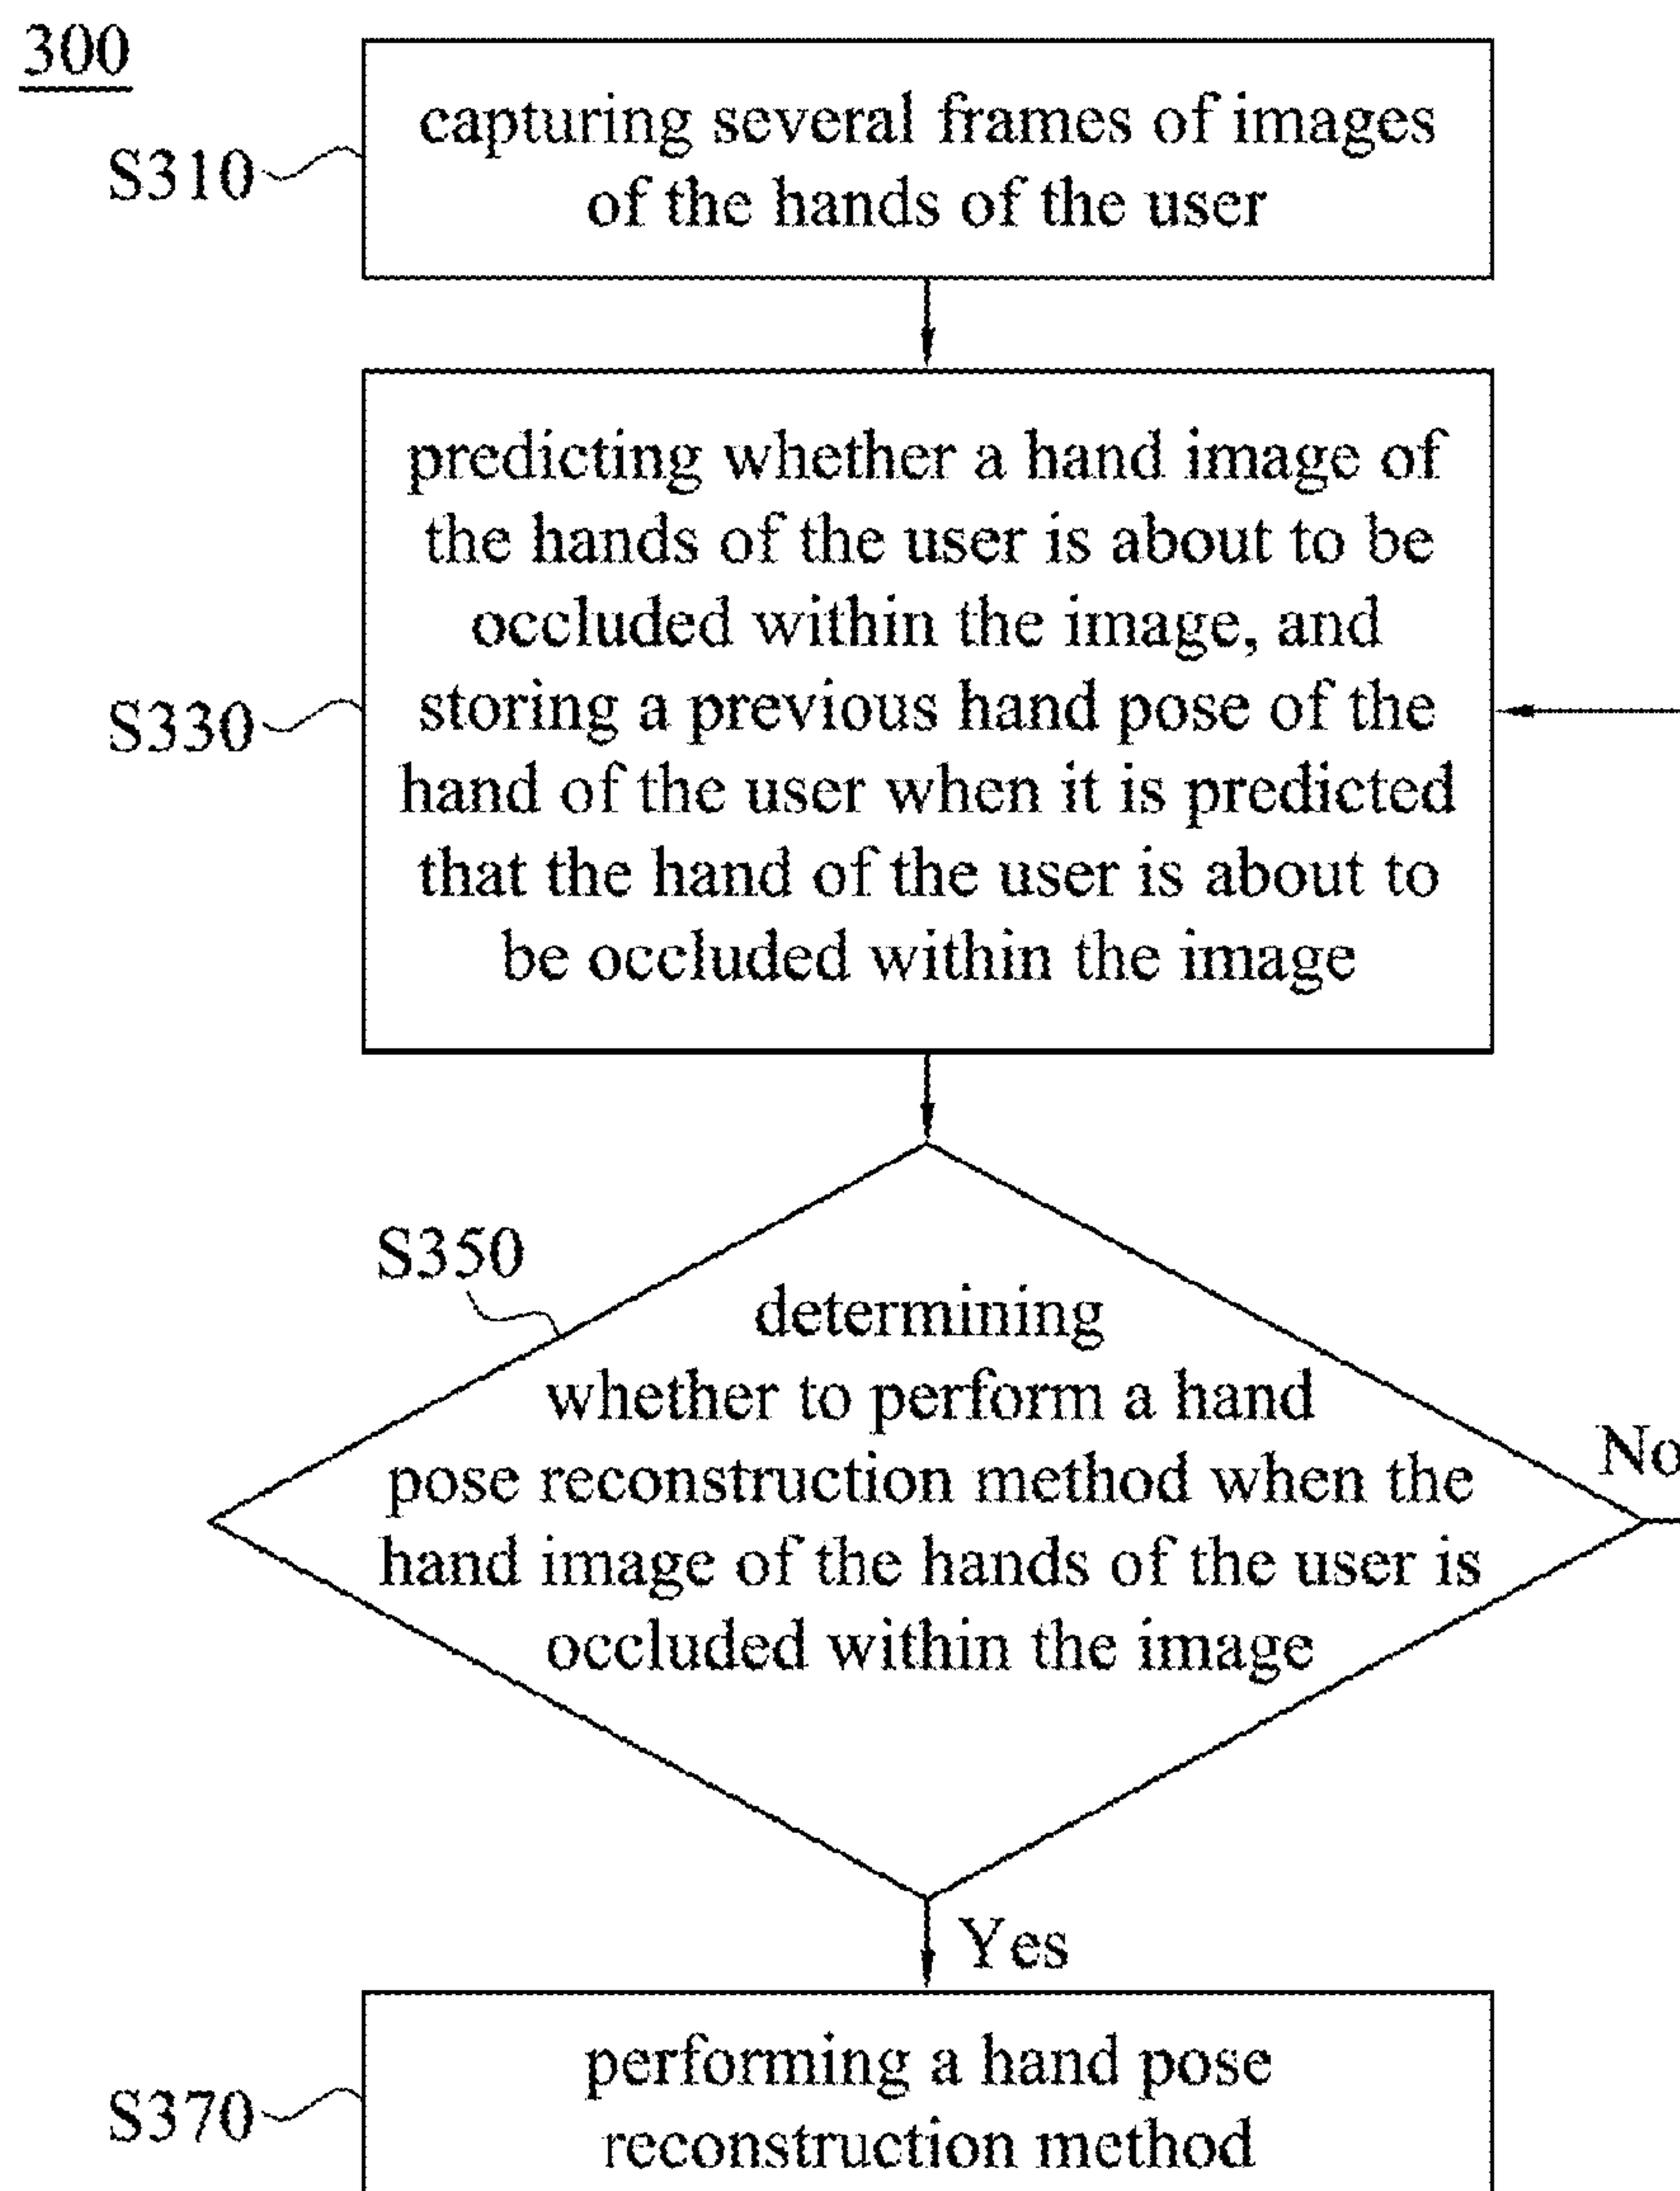 300
S310
capturing several frames of images
of the hands of the user
S330
predicting whether a hand image of
the hands of the user is about to be
occluded within the image, and
storing a previous hand pose of the
hand of the user when it is predicted
that the hand of the user is about to
be occluded within the image
S350
determining
whether to perform a hand
pose reconstruction method when the
hand image of the hands of the user is
occluded within the image
No
Yes
S370
performing a hand pose
reconstruction method